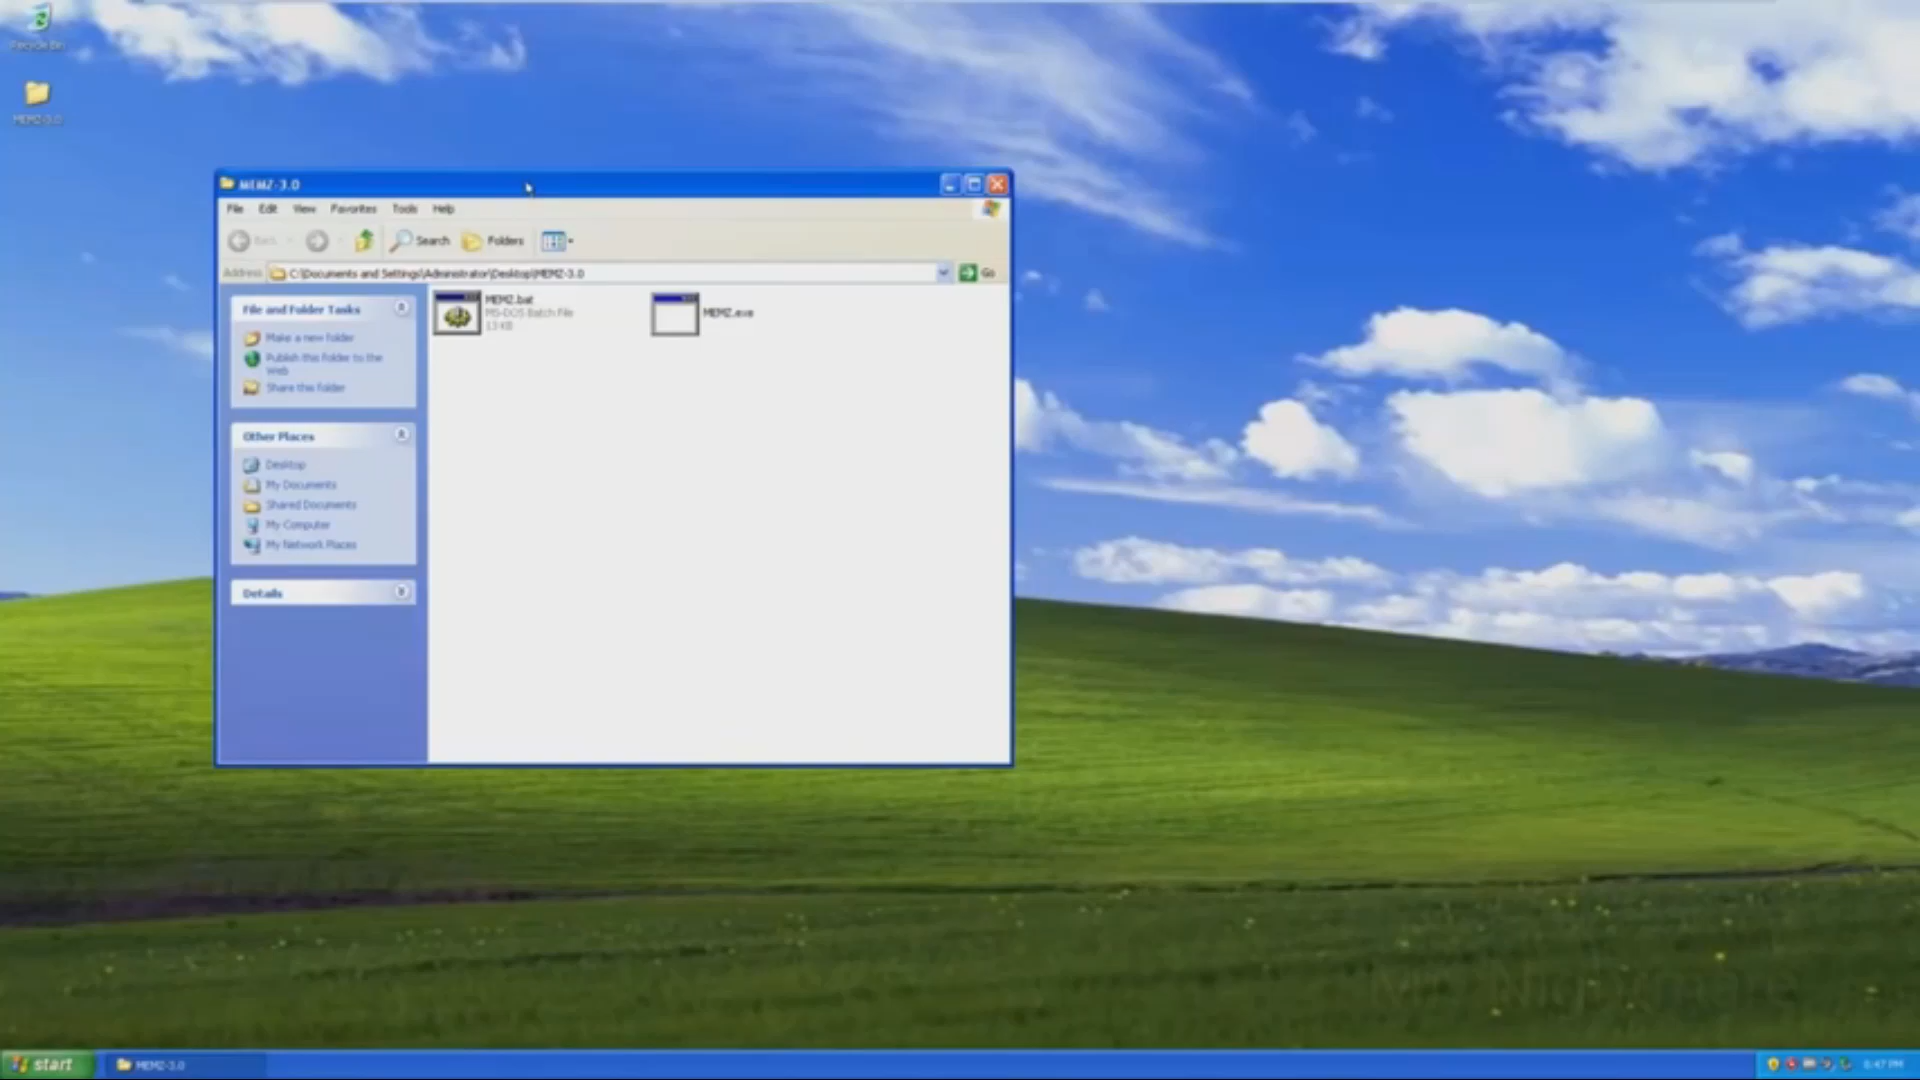 Recycle Bin
MEMZ-3.0
MEMZ-3.0
File Edit View Favorites Tools Help
Back Search Folders
Address C:\Documents and Settings\Administrator\Desktop\MEMZ-3.0 Go
File and Folder Tasks
Make a new folder
Publish this folder to the
Web
Share this folder
Other Places
Desktop
My Documents
Shared Documents
My Computer
My Network Places
Details
MEMZ.bat
MS-DOS Batch File
13 KB
MEMZ.exe
start MEMZ-3.0 6:47 PM